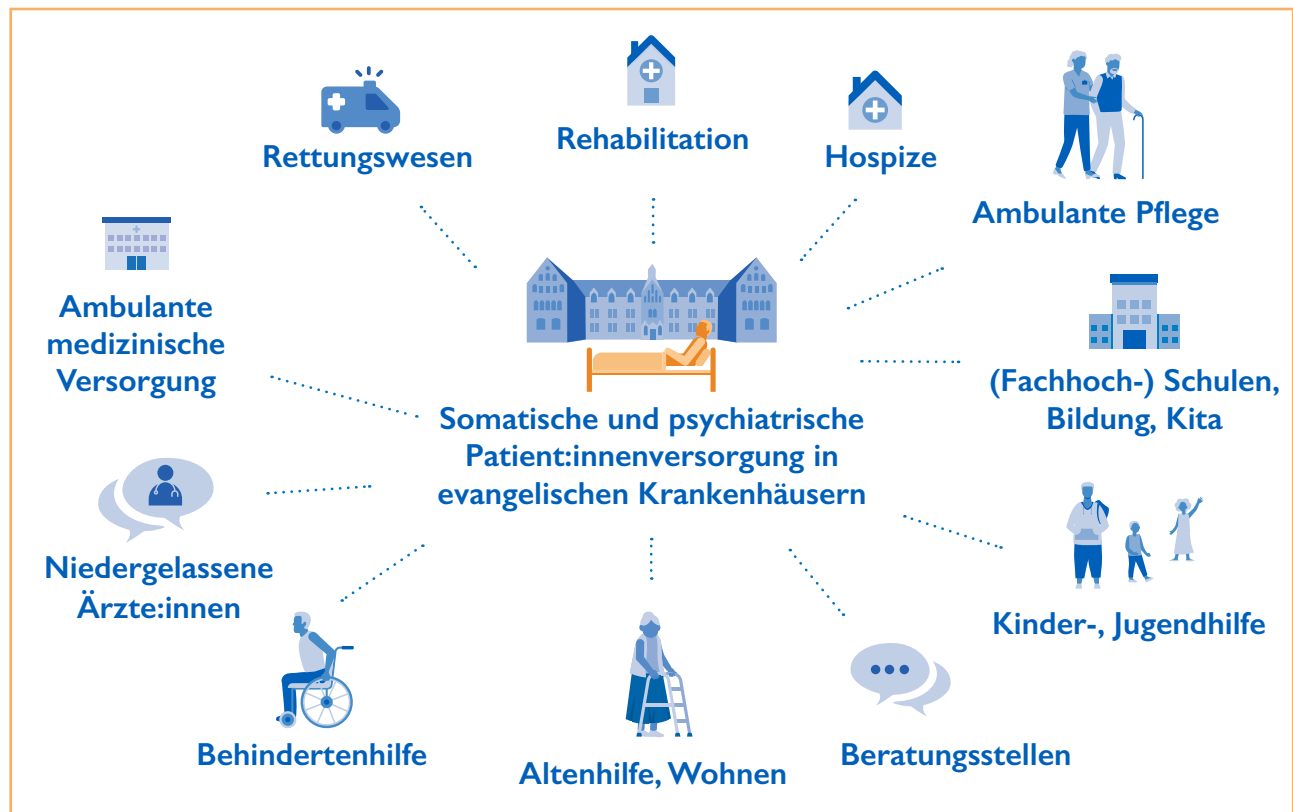 Rettungswesen
Rehabilitation
Hospize
Ambulante Pflege
Ambulante
medizinische
Versorgung
(Fachhoch-) Schulen,
Bildung, Kita
Somatische und psychiatrische
Patient:innenversorgung in
evangelischen Krankenhäusern
Niedergelassene
Ärzte:innen
Kinder-, Jugendhilfe
Behindertenhilfe
Altenhilfe, Wohnen
Beratungsstellen